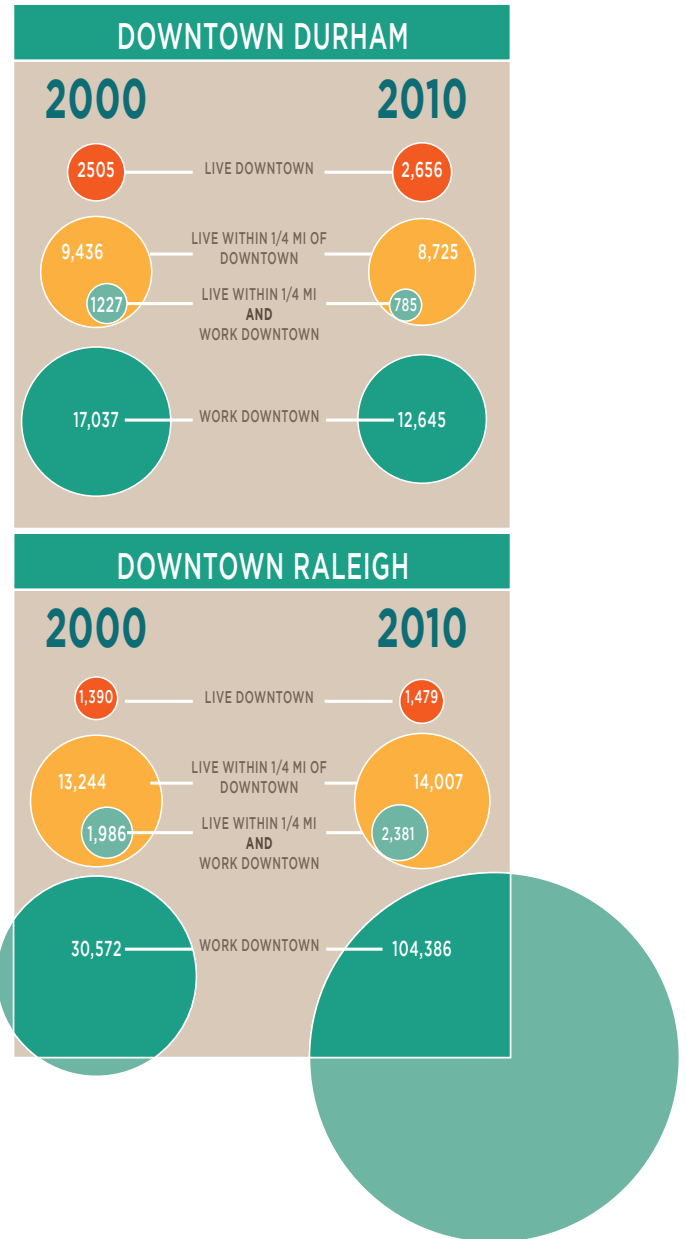 DOWNTOWN DURHAM
2000 2010
2505 LIVE DOWNTOWN 2,656
9,436 LIVE WITHIN 1/4 MI OF 8,725
DOWNTOWN
1227 LIVE WITHIN 1/4 MI 785
AND
WORK DOWNTOWN
17,037 WORK DOWNTOWN 12,645
DOWNTOWN RALEIGH
2000 2010
1,390 LIVE DOWNTOWN 1,479
13,244 LIVE WITHIN 1/4 MI OF 14,007
DOWNTOWN
1,986 LIVE WITHIN 1/4 MI 2,381
AND
WORK DOWNTOWN
30,572 WORK DOWNTOWN 104,386